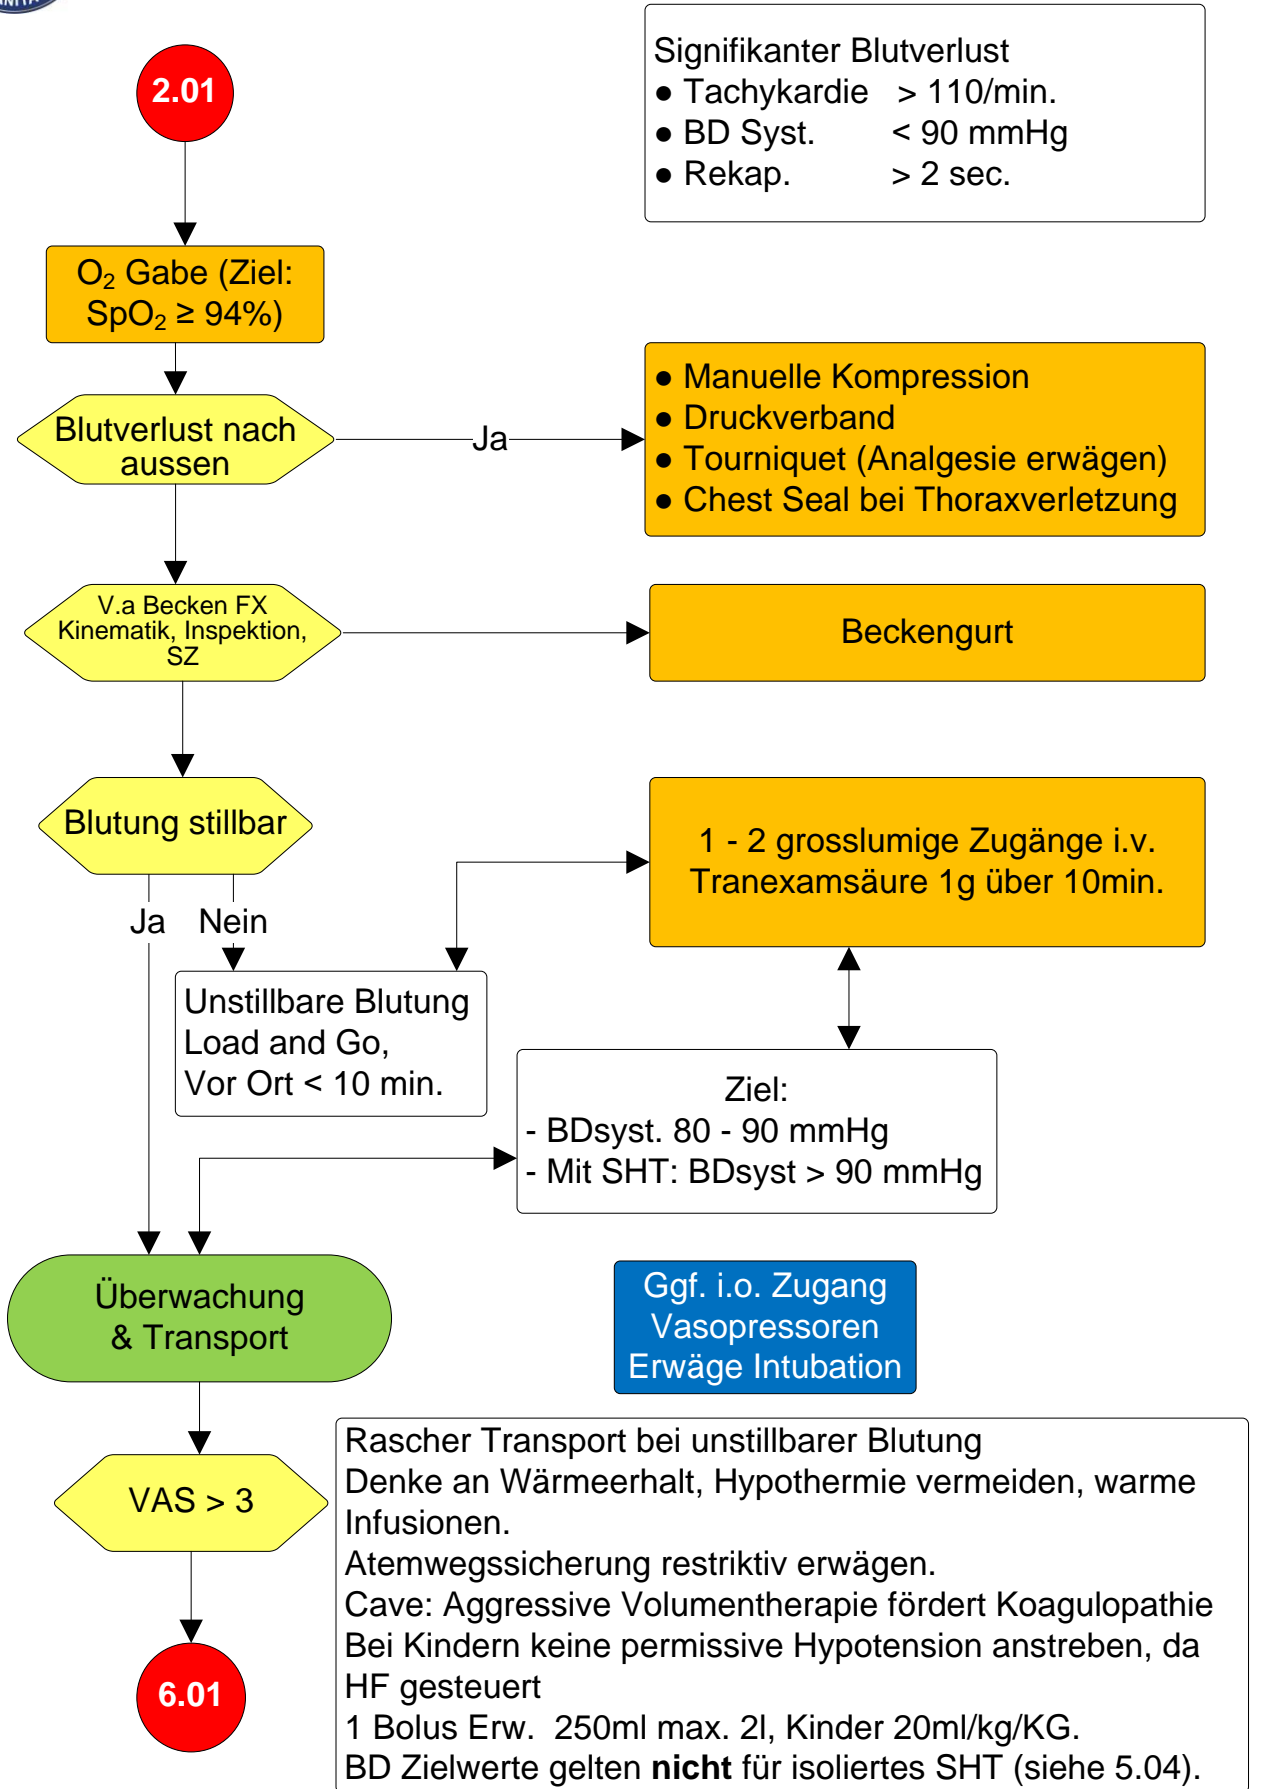 Signifikanter Blutverlust
● Tachykardie > 110/min.
● BD Syst. < 90 mmHg
● Rekap. > 2 sec.
2.01
O₂ Gabe (Ziel:
SpO₂ ≥ 94%)
Blutverlust nach
aussen
Ja
● Manuelle Kompression
● Druckverband
● Tourniquet (Analgesie erwägen)
● Chest Seal bei Thoraxverletzung
V.a Becken FX
Kinematik, Inspektion,
SZ
Beckengurt
Blutung stillbar
1 - 2 grosslumige Zugänge i.v.
Tranexamsäure 1g über 10min.
Ja Nein
Unstillbare Blutung
Load and Go,
Vor Ort < 10 min.
Ziel:
- BDsyst. 80 - 90 mmHg
- Mit SHT: BDsyst > 90 mmHg
Überwachung
& Transport
Ggf. i.o. Zugang
Vasopressoren
Erwäge Intubation
VAS > 3
6.01
Rascher Transport bei unstillbarer Blutung
Denke an Wärmeerhalt, Hypothermie vermeiden, warme
Infusionen.
Atemwegssicherung restriktiv erwägen.
Cave: Aggressive Volumentherapie fördert Koagulopathie
Bei Kindern keine permissive Hypotension anstreben, da
HF gesteuert
1 Bolus Erw. 250ml max. 2l, Kinder 20ml/kg/KG.
BD Zielwerte gelten nicht für isoliertes SHT (siehe 5.04).